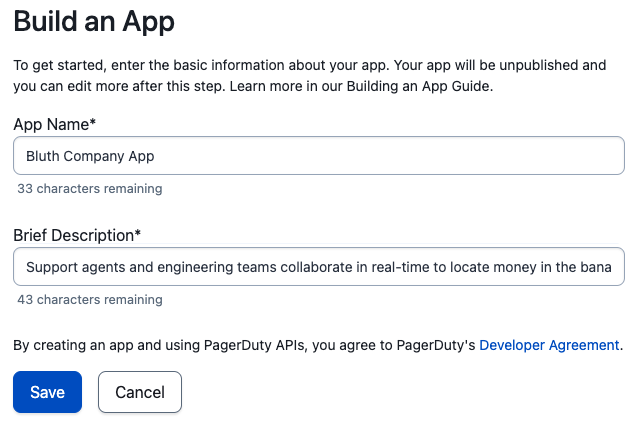 Build an App
To get started, enter the basic information about your app. Your app will be unpublished and
you can edit more after this step. Learn more in our Building an App Guide.
App Name*
Bluth Company App
33 characters remaining
Brief Description*
Support agents and engineering teams collaborate in real-time to locate money in the bana
43 characters remaining
By creating an app and using PagerDuty APIs, you agree to PagerDuty's Developer Agreement.
Save Cancel